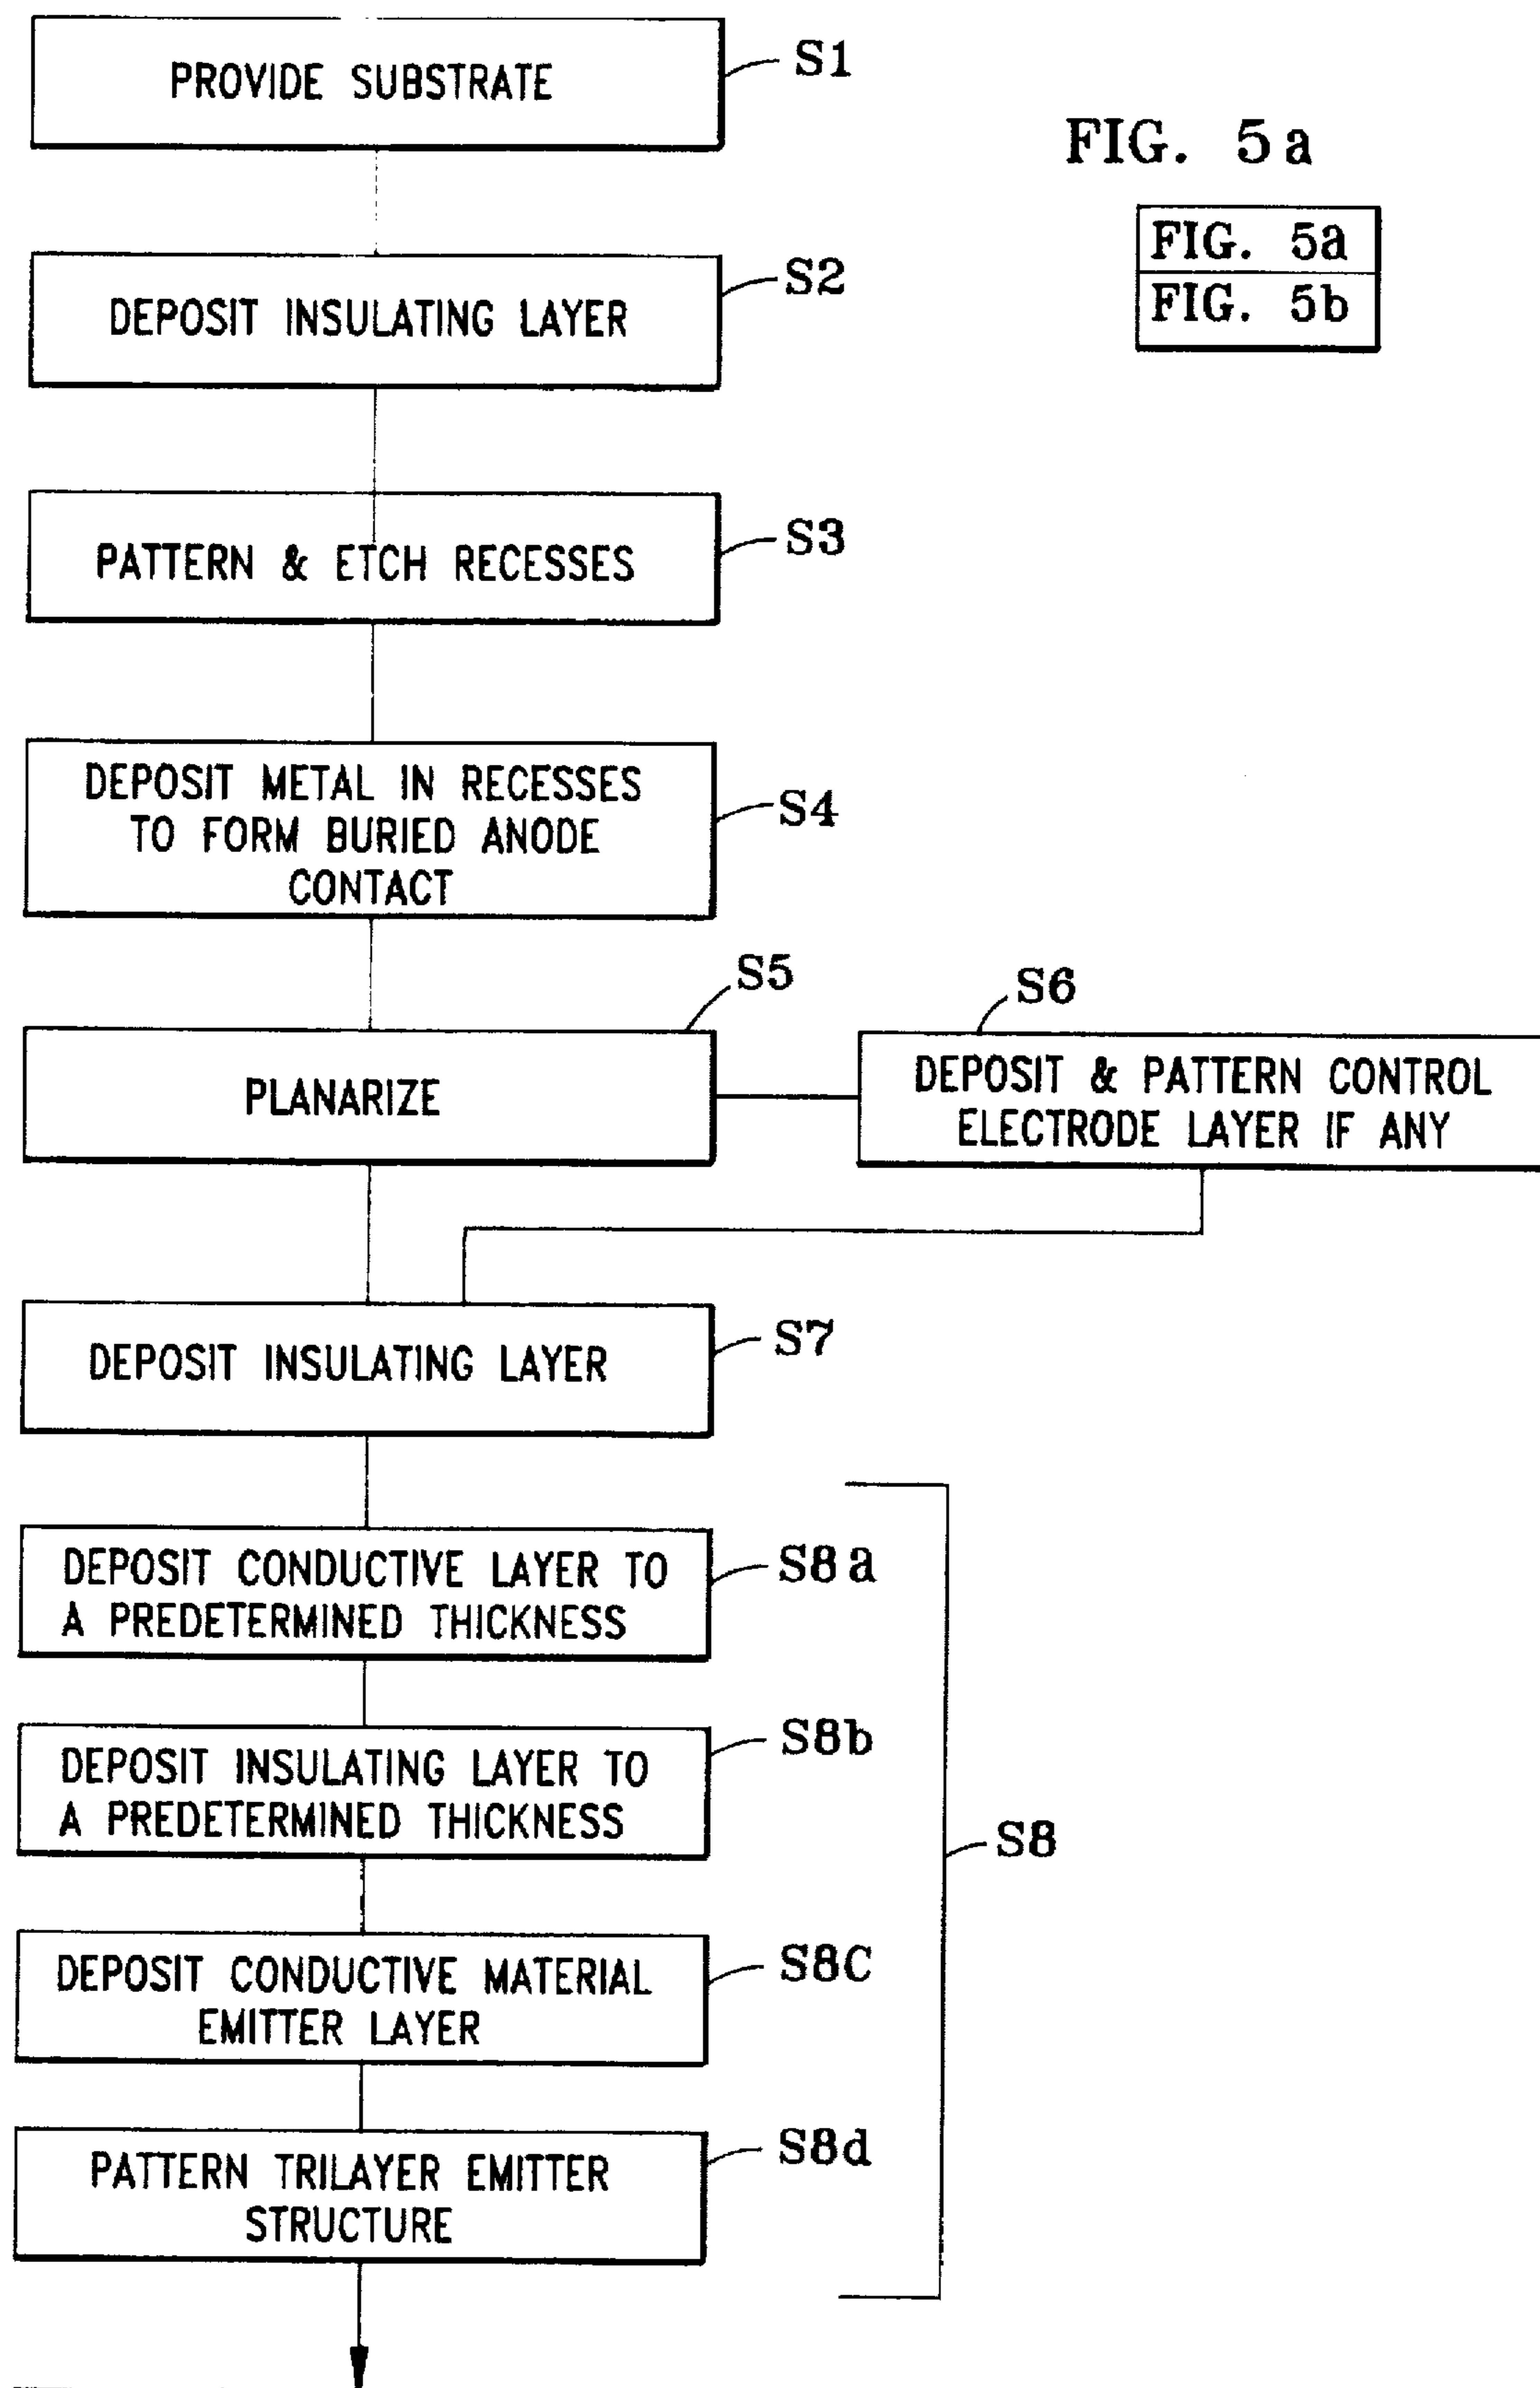 PROVIDE SUBSTRATE
S1
FIG. 5a
FIG. 5a
FIG. 5b
DEPOSIT INSULATING LAYER
S2
PATTERN & ETCH RECESSES
S3
DEPOSIT METAL IN RECESSES
TO FORM BURIED ANODE
CONTACT
S4
PLANARIZE
S5
S6
DEPOSIT & PATTERN CONTROL
ELECTRODE LAYER IF ANY
DEPOSIT INSULATING LAYER
S7
DEPOSIT CONDUCTIVE LAYER TO
A PREDETERMINED THICKNESS
S8a
DEPOSIT INSULATING LAYER TO
A PREDETERMINED THICKNESS
S8b
S8
DEPOSIT CONDUCTIVE MATERIAL
EMITTER LAYER
S8C
PATTERN TRILAYER EMITTER
STRUCTURE
S8d